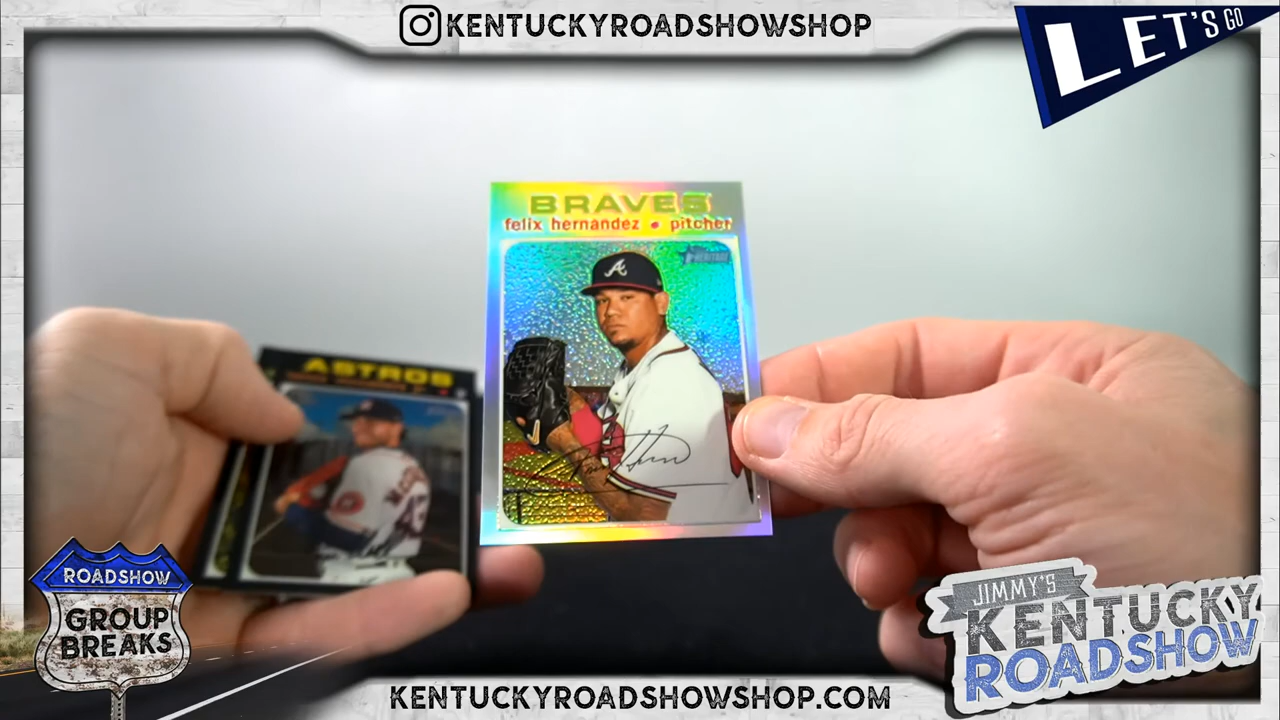 KENTUCKYROADSHOWSHOP
LET'S GO
BRAVES
felix hernandez • pitcher
HERITAGE
ASTROS
ROADSHOW
GROUP
BREAKS
JIMMY'S
KENTUCKY
ROADSHOW
KENTUCKYROADSHOWSHOP.COM